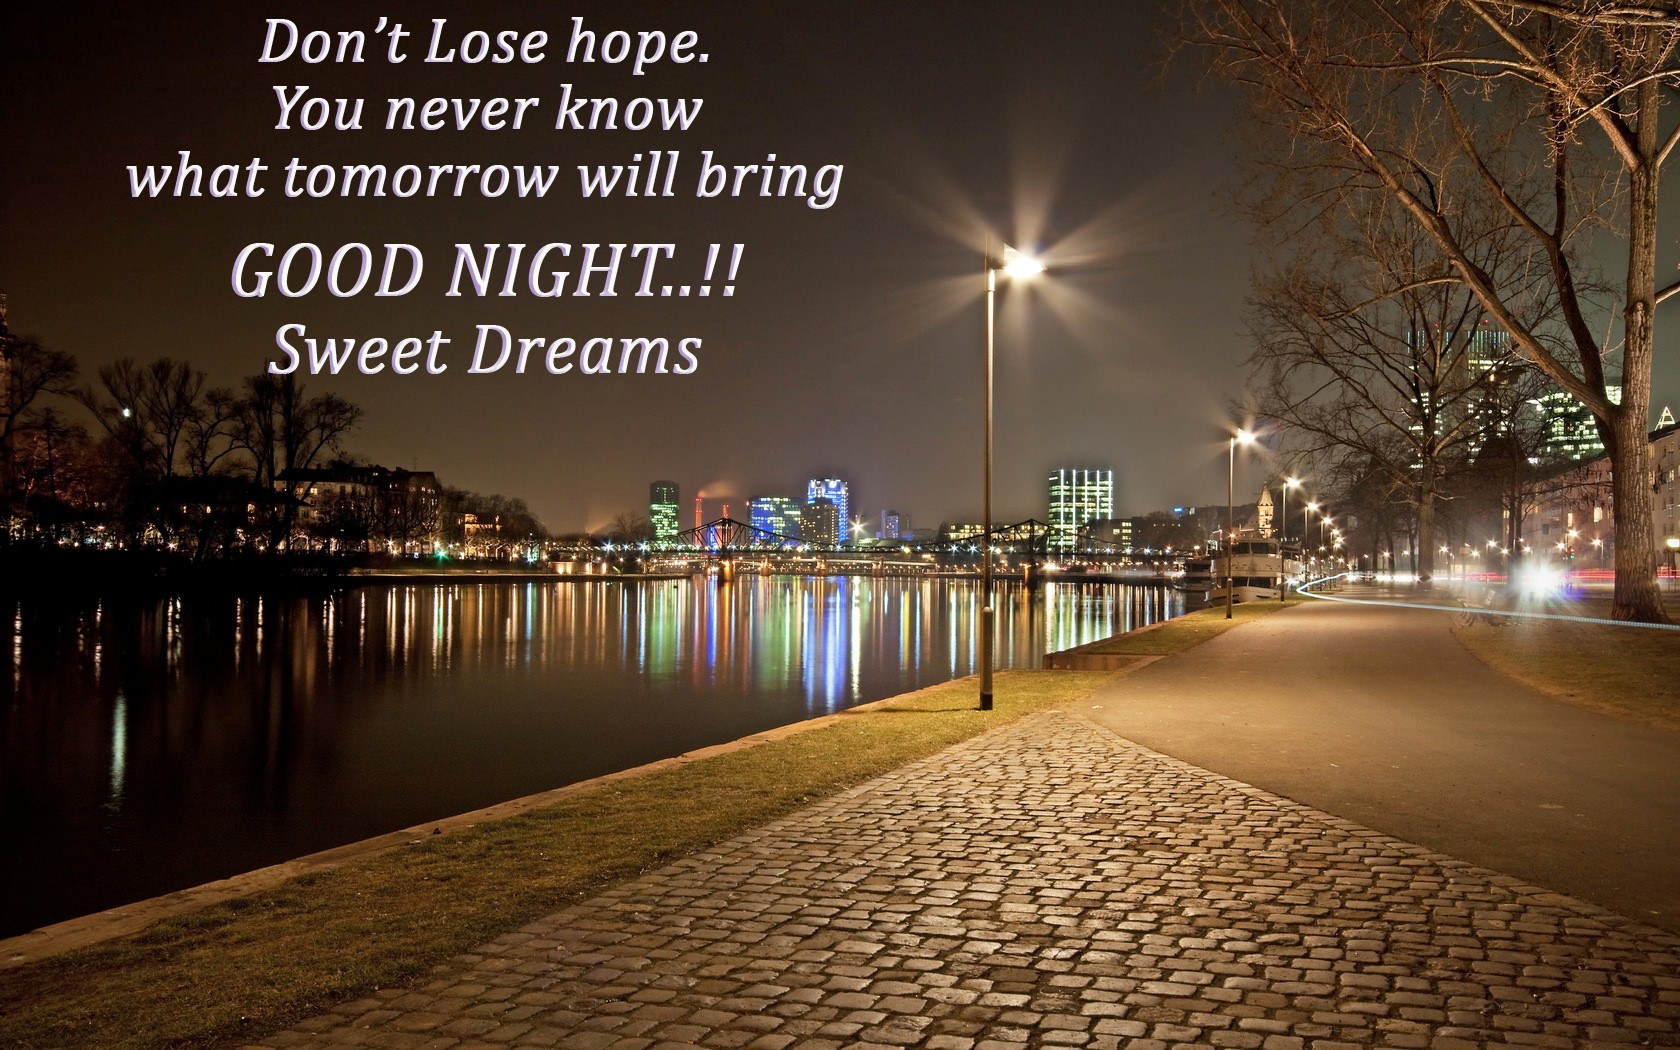 Don't Lose hope.
You never know
what tomorrow will bring
GOOD NIGHT..!!
Sweet Dreams